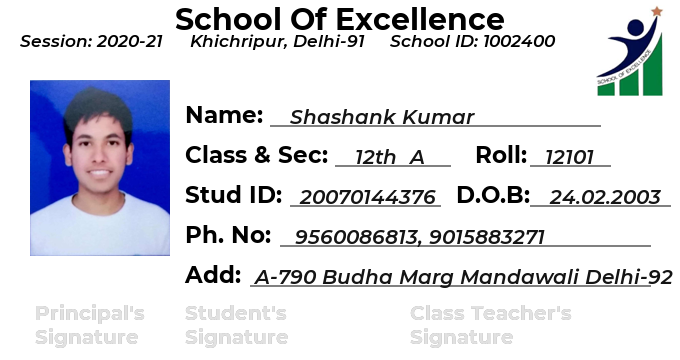 School Of Excellence
Session: 2020-21 Khichripur, Delhi-91 School ID: 1002400
SCHOOL OF EXCELLENCE
Name: Shashank Kumar
Class & Sec: 12th A Roll: 12101
Stud ID: 20070144376 D.O.B: 24.02.2003
Ph. No: 9560086813, 9015883271
Add: A-790 Budha Marg Mandawali Delhi-92
Principal's Student's Class Teacher's
Signature Signature Signature